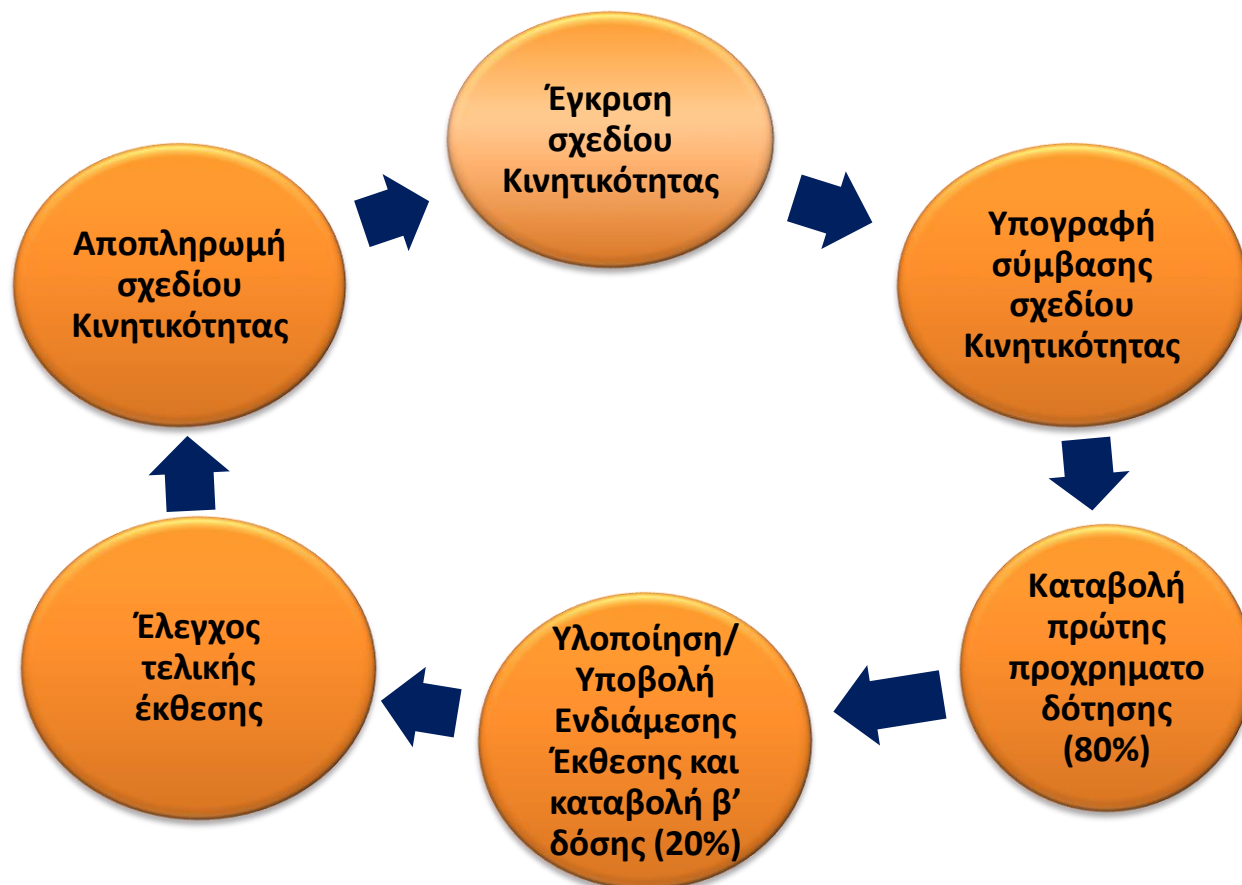 Έγκριση
σχεδίου
Κινητικότητας
Υπογραφή
σύμβασης
σχεδίου
Κινητικότητας
Καταβολή
πρώτης
προχρηματο
δότησης
(80%)
Υλοποίηση/
Υποβολή
Ενδιάμεσης
Έκθεσης και
καταβολή β’
δόσης (20%)
Έλεγχος
τελικής
έκθεσης
Αποπληρωμή
σχεδίου
Κινητικότητας